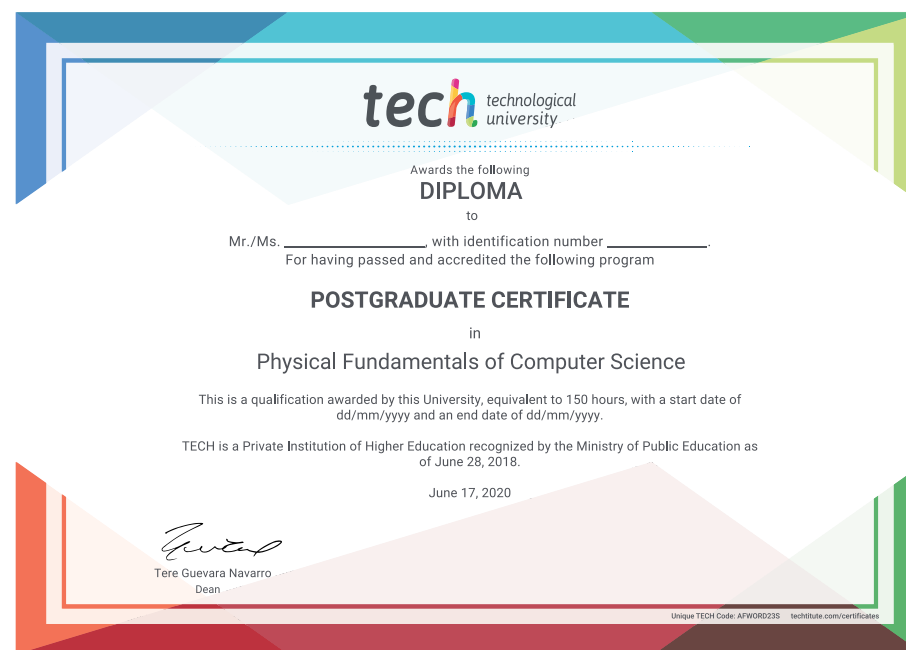 tech technological
university
Awards the following
DIPLOMA
to
Mr./Ms. ____________, with identification number ____________.
For having passed and accredited the following program
POSTGRADUATE CERTIFICATE
in
Physical Fundamentals of Computer Science
This is a qualification awarded by this University, equivalent to 150 hours, with a start date of
dd/mm/yyyy and an end date of dd/mm/yyyy.
TECH is a Private Institution of Higher Education recognized by the Ministry of Public Education as
of June 28, 2018.
June 17, 2020
Tere Guevara Navarro
Dean
Unique TECH Code: AFWORD23S techtitute.com/certificates